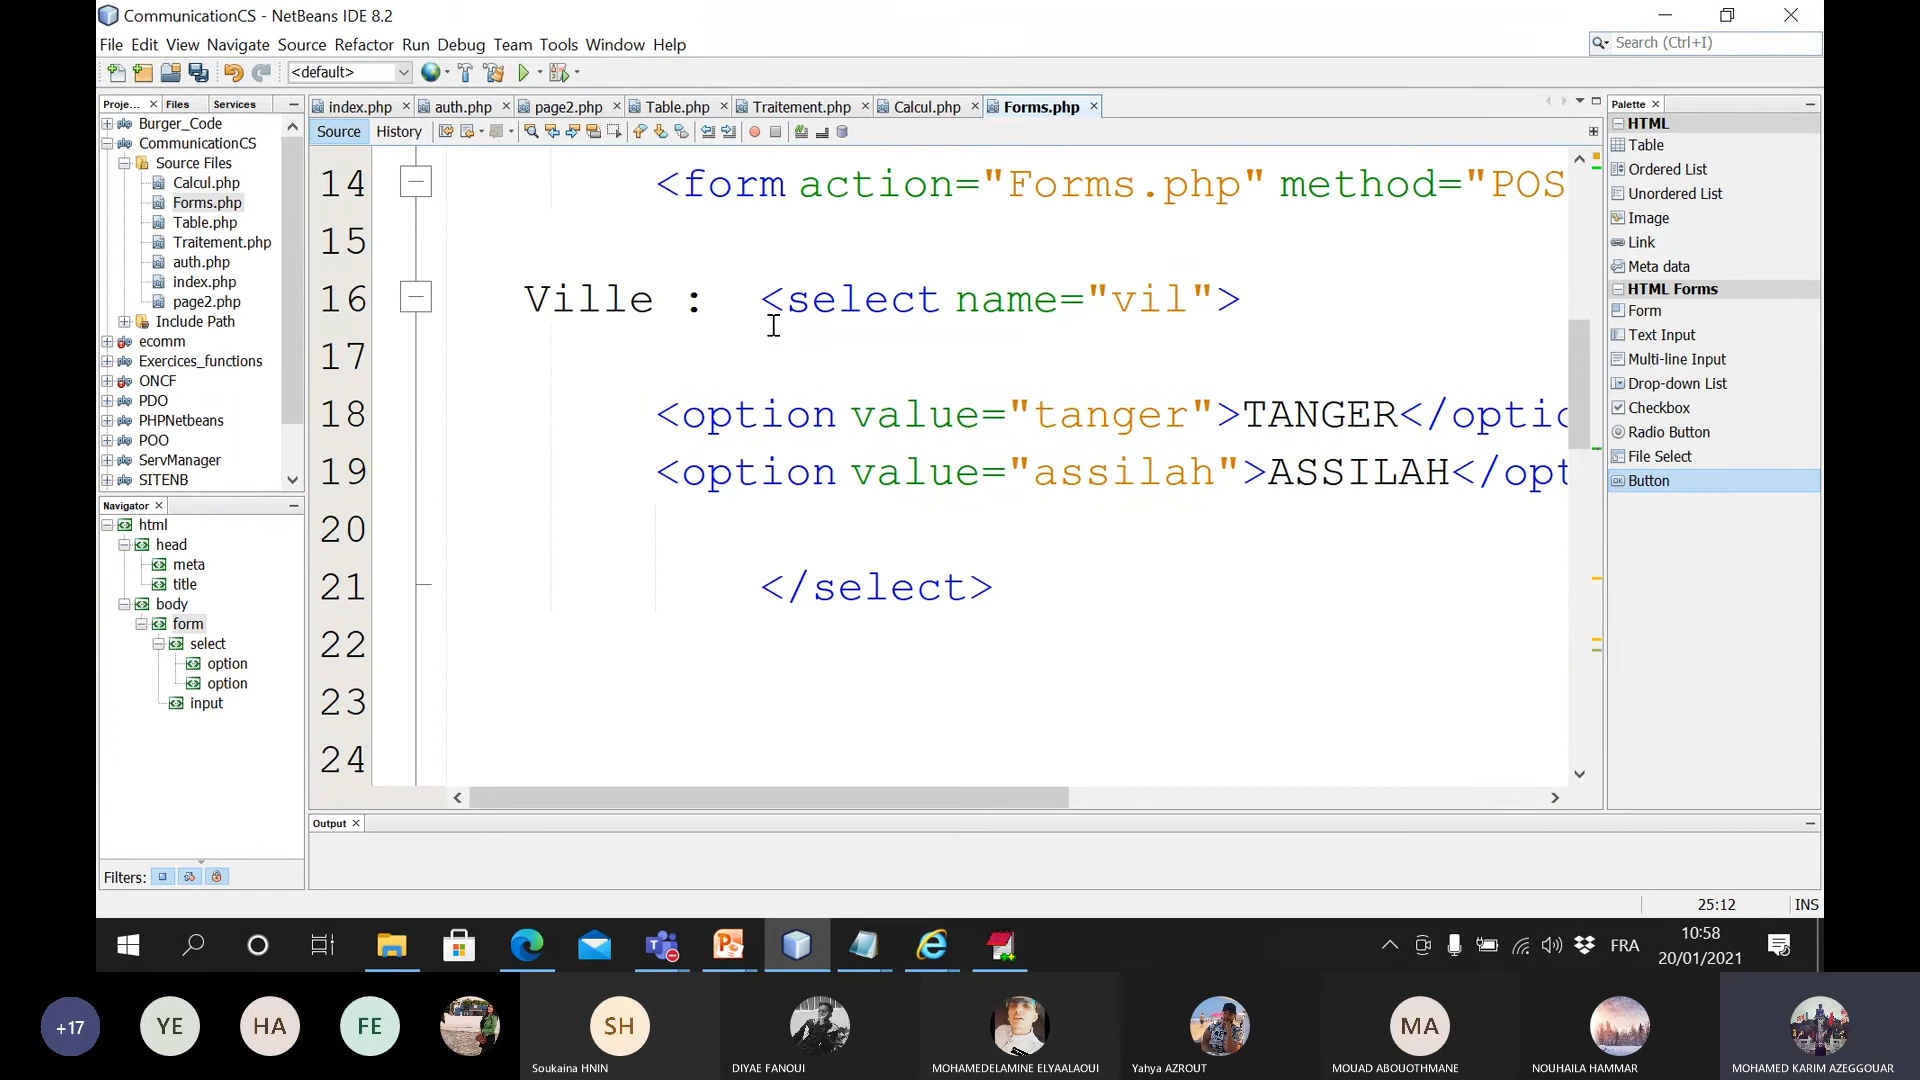 CommunicationCS - NetBeans IDE 8.2
File Edit View Navigate Source Refactor Run Debug Team Tools Window Help
Search (Ctrl+I)
<default>
Proje... Files Services
index.php auth.php page2.php Table.php Traitement.php Calcul.php Forms.php
Source History
Burger_Code
CommunicationCS
Source Files
Calcul.php
Forms.php
Table.php
Traitement.php
auth.php
index.php
page2.php
Include Path
ecomm
Exercices_functions
ONCF
PDO
PHPNetbeans
POO
ServManager
SITENB
Navigator
html
head
meta
title
body
form
select
option
option
input
Filters:
14 <form action="Forms.php" method="POS
15
16 Ville : <select name="vil">
17
18 <option value="tanger">TANGER</optio
19 <option value="assilah">ASSILAH</opt
20
21 </select>
22
23
24
Output
Palette
HTML
Table
Ordered List
Unordered List
Image
Link
Meta data
HTML Forms
Form
Text Input
Multi-line Input
Drop-down List
Checkbox
Radio Button
File Select
Button
25:12 INS
FRA
10:58
20/01/2021
+17
YE
HA
FE
SH
Soukaina HNIN
DIYAE FANOUI
MOHAMEDELAMINE ELYAALAOUI
Yahya AZROUT
MA
MOUAD ABOUOTHMANE
NOUHAILA HAMMAR
MOHAMED KARIM AZEGGOUAR